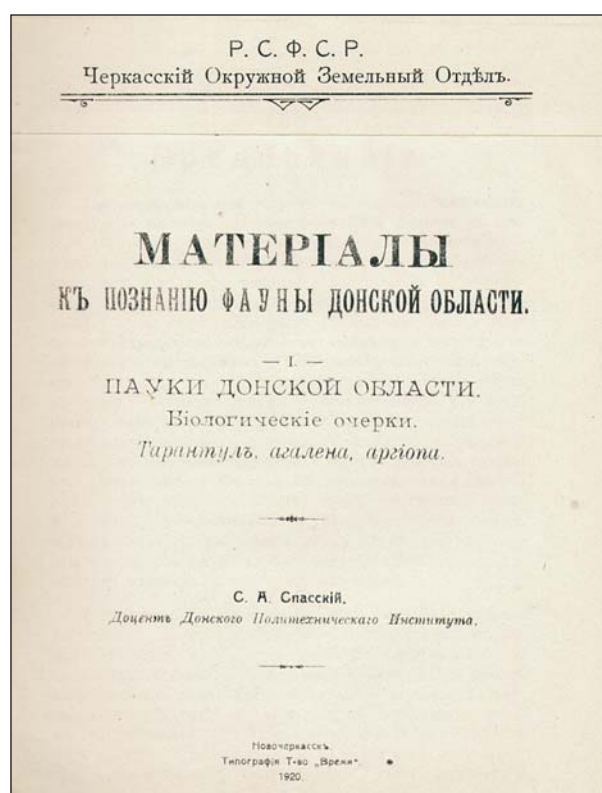 Р. С. Ф. С. Р.
Черкасскій Окружной Земельный Отдѣлъ.
МАТЕРІАЛЫ
КЪ ПОЗНАНІЮ ФАУНЫ ДОНСКОЙ ОБЛАСТИ.
— I. —
ПАУКИ ДОНСКОЙ ОБЛАСТИ.
Біологическіе очерки.
Тарантулъ, агалена, аргіопа.
С. А. Спасскій.
Доцентъ Донского Политехническаго Института.
Новочеркасскъ.
Типографія Т-во „Время".
1920.